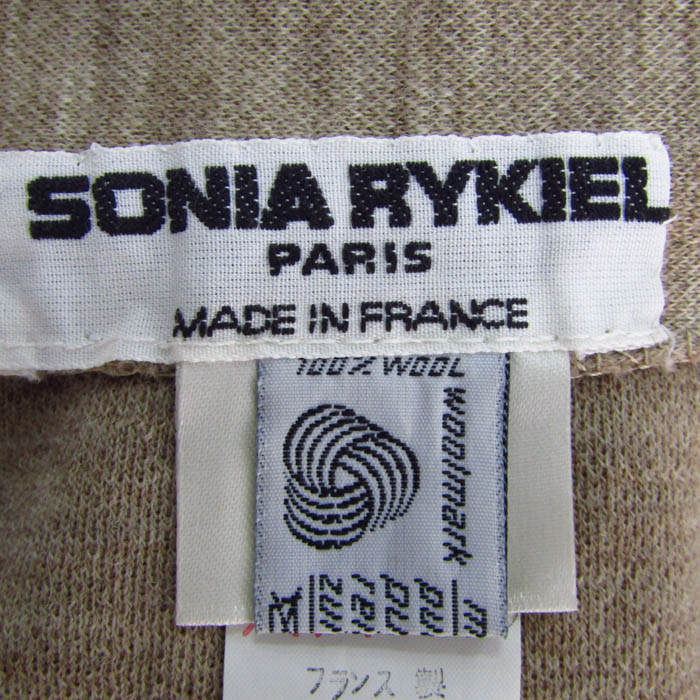 SONIA RYKIEL
PARIS
MADE IN FRANCE
100% WOOL
woolmark
フランス 製